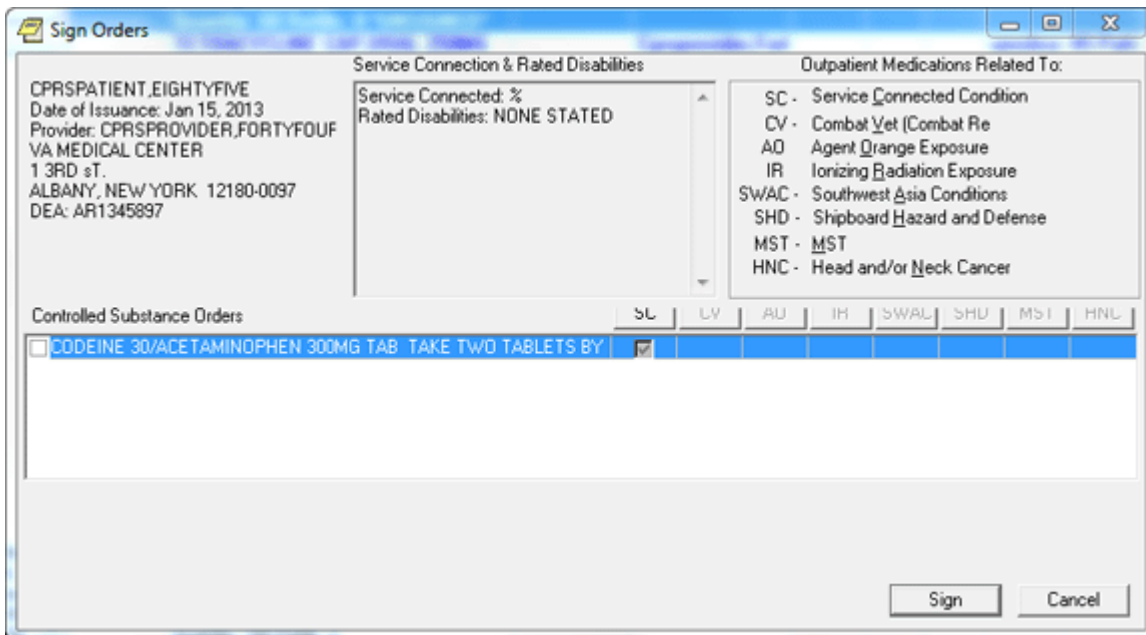 Sign Orders
CPRSPATIENT,EIGHTYFIVE
Date of Issuance: Jan 15, 2013
Provider: CPRSPROVIDER,FORTYFOUF
VA MEDICAL CENTER
1 3RD sT.
ALBANY, NEW YORK 12180-0097
DEA: AR1345897
Service Connection & Rated Disabilities
Service Connected: %
Rated Disabilities: NONE STATED
Outpatient Medications Related To:
SC - Service Connected Condition
CV - Combat Vet (Combat Re
AO Agent Orange Exposure
IR Ionizing Radiation Exposure
SWAC - Southwest Asia Conditions
SHD - Shipboard Hazard and Defense
MST - MST
HNC - Head and/or Neck Cancer
Controlled Substance Orders SC CV AO IR SWAC SHD MST HNC
CODEINE 30/ACETAMINOPHEN 300MG TAB TAKE TWO TABLETS BY
Sign Cancel